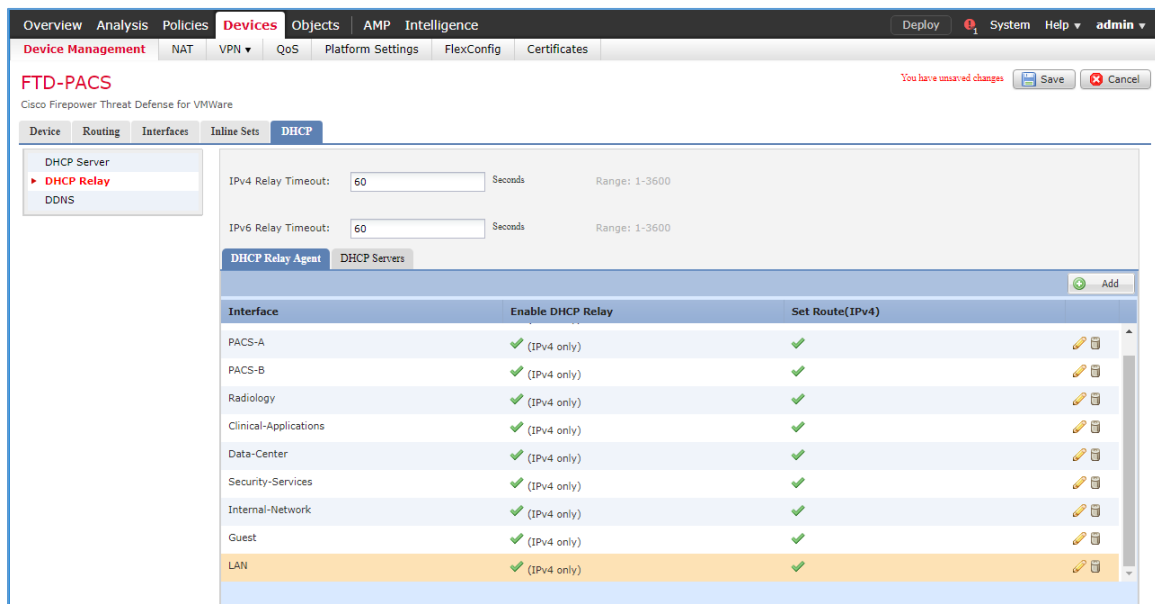 Overview Analysis Policies Devices Objects AMP Intelligence Deploy 1 System Help admin
Device Management NAT VPN QoS Platform Settings FlexConfig Certificates
FTD-PACS
You have unsaved changes Save Cancel
Cisco Firepower Threat Defense for VMWare
Device Routing Interfaces Inline Sets DHCP
DHCP Server
DHCP Relay
DDNS
IPv4 Relay Timeout: 60 Seconds Range: 1-3600
IPv6 Relay Timeout: 60 Seconds Range: 1-3600
DHCP Relay Agent DHCP Servers
Add
Interface Enable DHCP Relay Set Route(IPv4)
PACS-A (IPv4 only)
PACS-B (IPv4 only)
Radiology (IPv4 only)
Clinical-Applications (IPv4 only)
Data-Center (IPv4 only)
Security-Services (IPv4 only)
Internal-Network (IPv4 only)
Guest (IPv4 only)
LAN (IPv4 only)